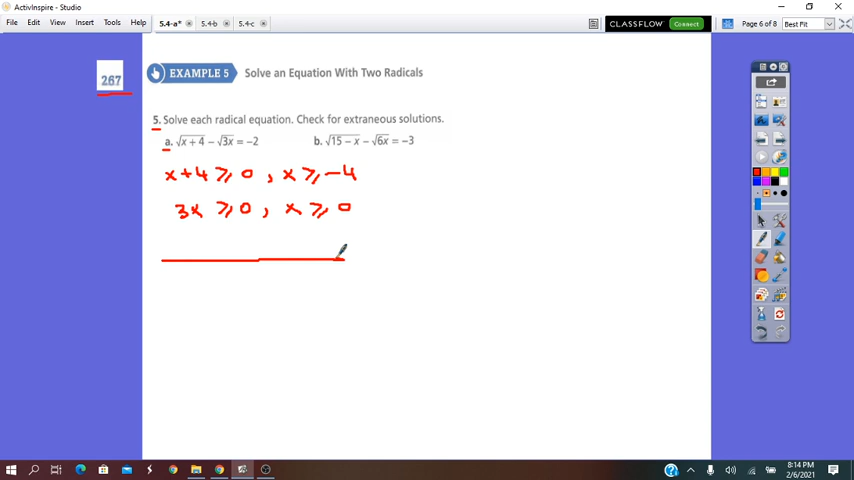 ActivInspire - Studio
File Edit View Insert Tools Help 5.4-a* 5.4-b 5.4-c CLASSFLOW Connect Page 6 of 8 Best Fit
267 EXAMPLE 5 Solve an Equation With Two Radicals
5. Solve each radical equation. Check for extraneous solutions.
a. √x + 4 − √3x = −2 b. √15 − x − √6x = −3
x+4 ⩾ 0 , x ⩾ −4
3x ⩾ 0 , x ⩾ 0
8:14 PM
2/6/2021